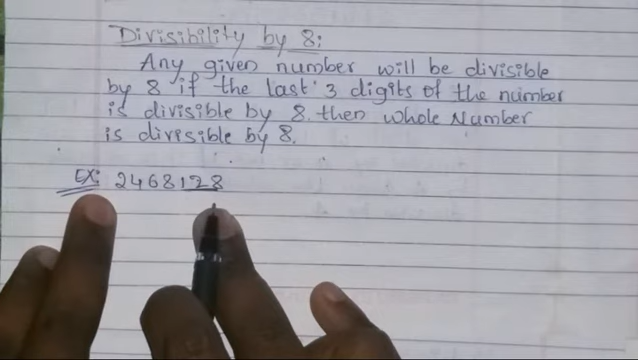 Divisibility by 8:
Any given number will be divisible
by 8 if the last 3 digits of the number
is divisible by 8. then whole Number
is divisible by 8.
Ex: 2468128